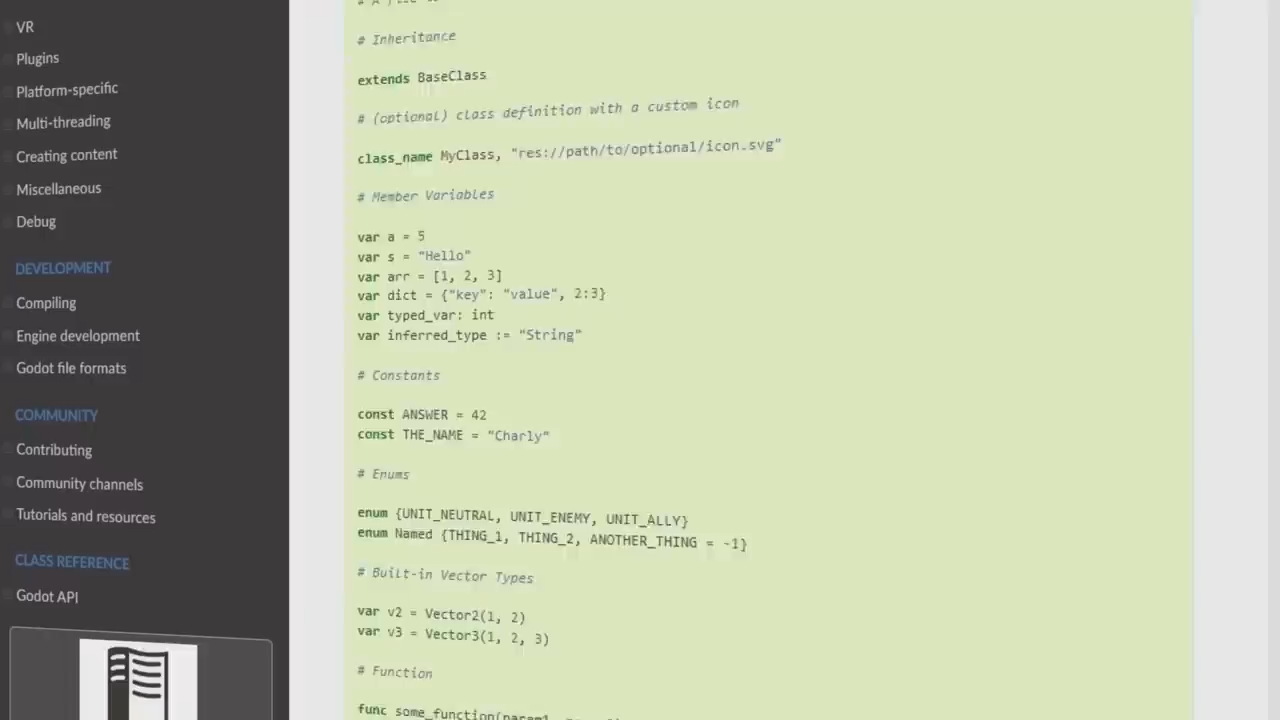 VR
Plugins
Platform-specific
Multi-threading
Creating content
Miscellaneous
Debug
DEVELOPMENT
Compiling
Engine development
Godot file formats
COMMUNITY
Contributing
Community channels
Tutorials and resources
CLASS REFERENCE
Godot API
# Inheritance
extends BaseClass
# (optional) class definition with a custom icon
class_name MyClass, "res://path/to/optional/icon.svg"
# Member Variables
var a = 5
var s = "Hello"
var arr = [1, 2, 3]
var dict = {"key": "value", 2:3}
var typed_var: int
var inferred_type := "String"
# Constants
const ANSWER = 42
const THE_NAME = "Charly"
# Enums
enum {UNIT_NEUTRAL, UNIT_ENEMY, UNIT_ALLY}
enum Named {THING_1, THING_2, ANOTHER_THING = -1}
# Built-in Vector Types
var v2 = Vector2(1, 2)
var v3 = Vector3(1, 2, 3)
# Function
func some_function(param1,